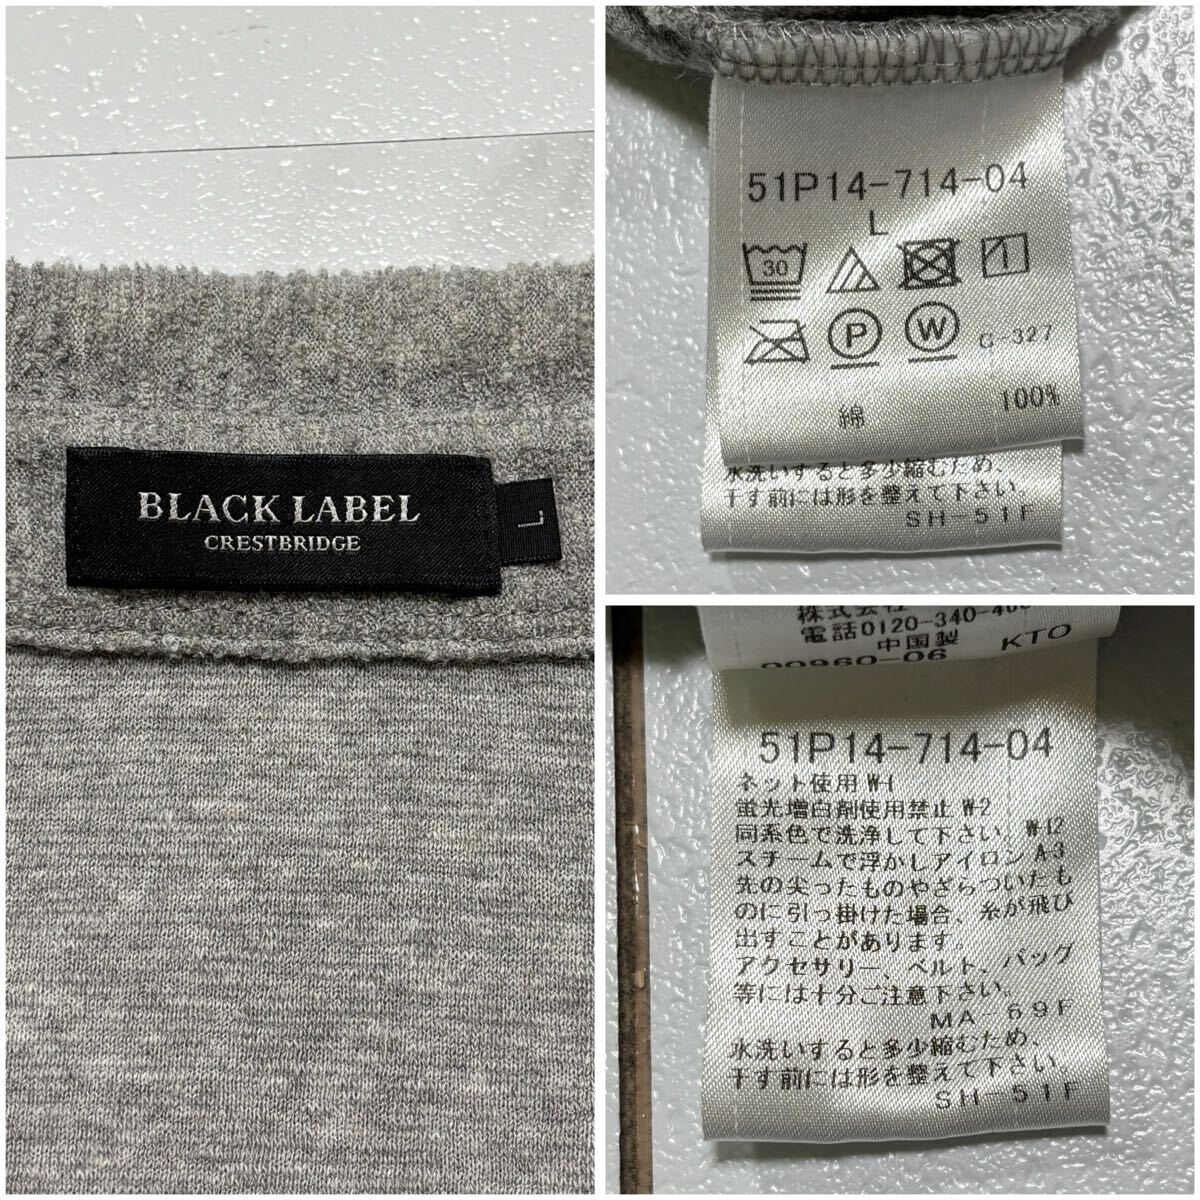 BLACK LABEL
CRESTBRIDGE
L
51P14-714-04
L
30
P
W
G-327
綿 100%
水洗いすると多少縮むため、
干す前には形を整えて下さい。
SH-51F
株式会社
電話0120-340-
中国製
00960-06 KTO
51P14-714-04
ネット使用 W-1
蛍光増白剤使用禁止 W-2
同系色で洗浄して下さい。 W-12
スチームで浮かしアイロン A-3
先の尖ったものやざらついたも
のに引っ掛けた場合、糸が飛び
出すことがあります。
アクセサリー、ベルト、バッグ
等には十分ご注意下さい。
MA-69F
水洗いすると多少縮むため、
干す前には形を整えて下さい。
SH-51F